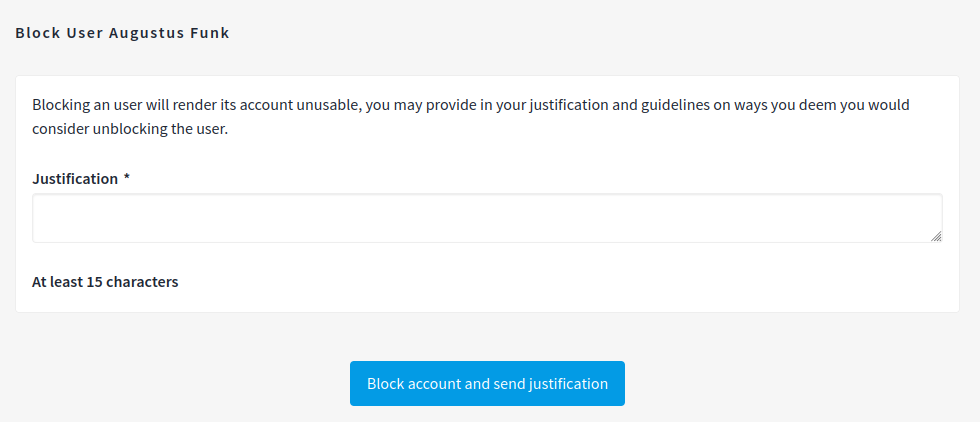 Block User Augustus Funk
Blocking an user will render its account unusable, you may provide in your justification and guidelines on ways you deem you would
consider unblocking the user.
Justification *
At least 15 characters
Block account and send justification